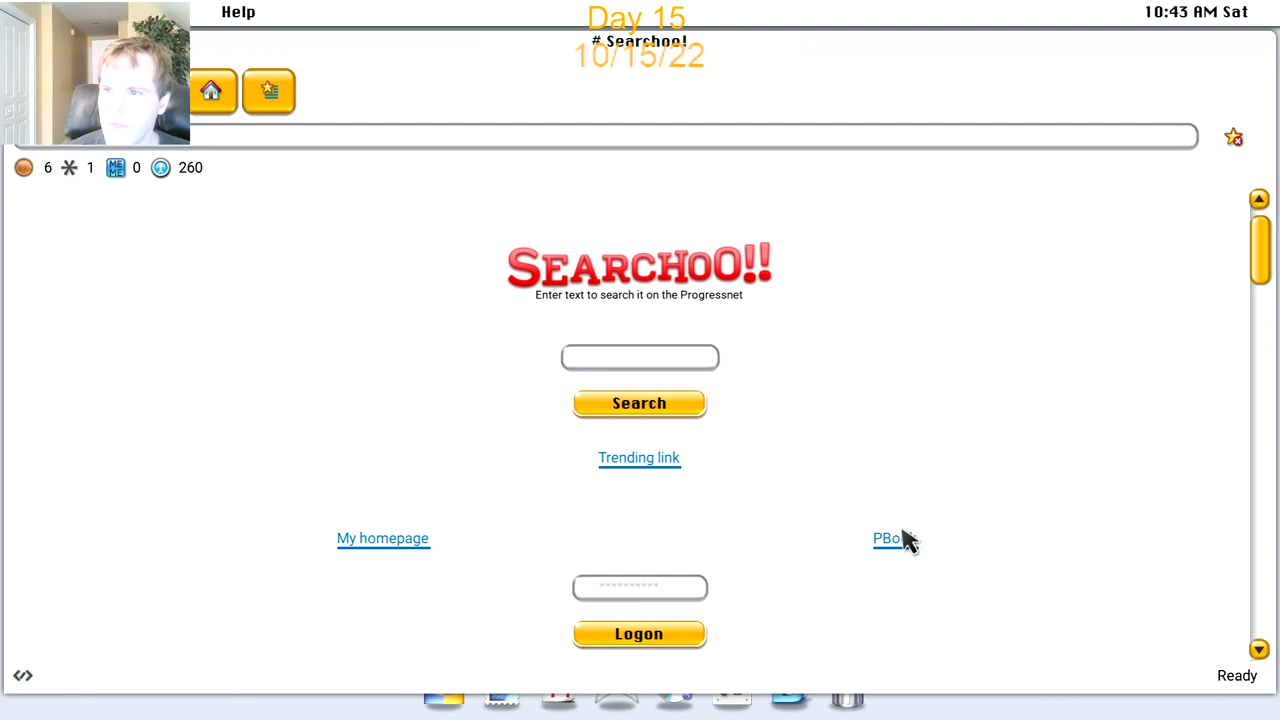 Help
Day 15
10:43 AM Sat
# Searchoo!
10/15/22
6
1
MEME
0
260
SEARCHOO!!
Enter text to search it on the Progressnet
Search
Trending link
My homepage
**********
Logon
Ready